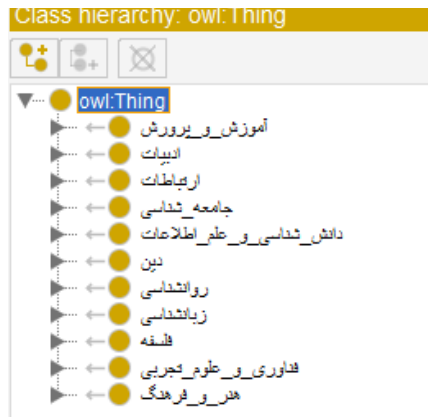 Class hierarchy: owl:Thing
owl:Thing
آموزش_و_پرورش
ادبیات
ارتباطات
جامعه_شناسی
دانش_شناسی_و_علم_اطلاعات
دین
روانشناسی
زبانشناسی
فلسفه
فناوری_و_علوم_تجربی
هنر_و_فرهنگ